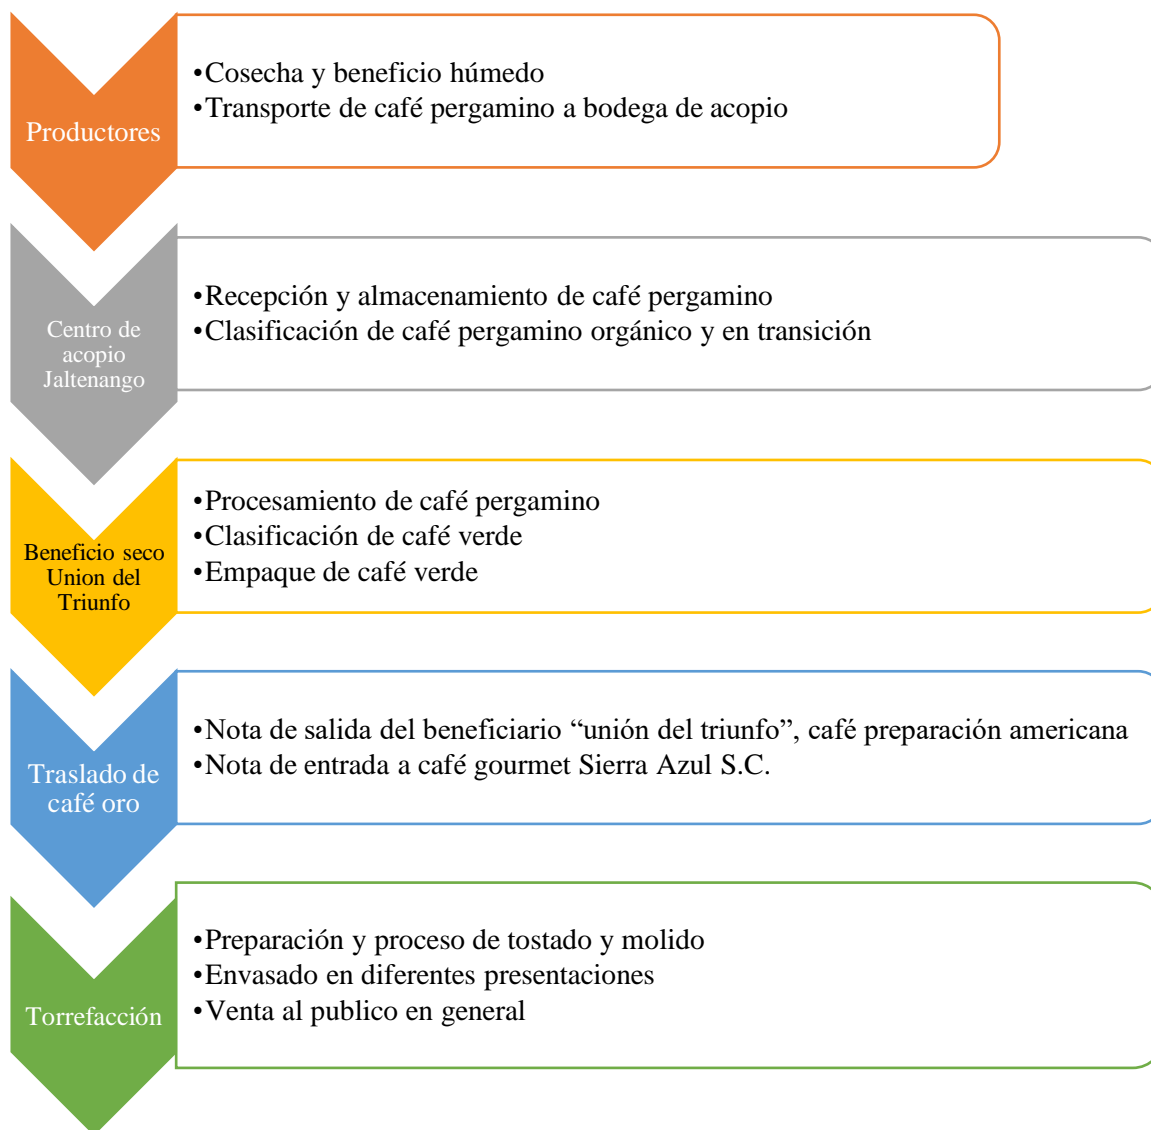 Productores
•Cosecha y beneficio húmedo
•Transporte de café pergamino a bodega de acopio
Centro de
acopio
Jaltenango
•Recepción y almacenamiento de café pergamino
•Clasificación de café pergamino orgánico y en transición
Beneficio seco
Union del
Triunfo
•Procesamiento de café pergamino
•Clasificación de café verde
•Empaque de café verde
Traslado de
café oro
•Nota de salida del beneficiario “unión del triunfo”, café preparación americana
•Nota de entrada a café gourmet Sierra Azul S.C.
Torrefacción
•Preparación y proceso de tostado y molido
•Envasado en diferentes presentaciones
•Venta al publico en general